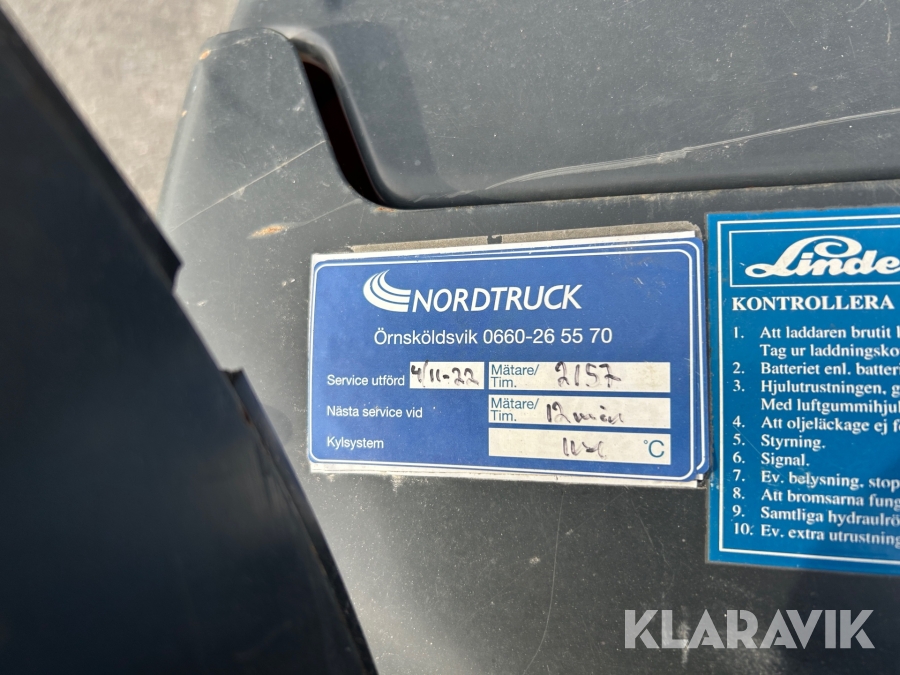 NORDTRUCK
Örnsköldsvik 0660-26 55 70
Service utförd 4/11-22 Mätare/Tim. 2157
Nästa service vid Mätare/Tim. 12 mån
Kylsystem °C
Linde
KONTROLLERA
1. Att laddaren brutit
Tag ur laddningsko
2. Batteriet enl. batteri
3. Hjulutrustningen, g
Med luftgummihjul
4. Att oljeläckage ej f
5. Styrning.
6. Signal.
7. Ev. belysning, stop
8. Att bromsarna fung
9. Samtliga hydraulrö
10. Ev. extra utrustning
KLARAVIK